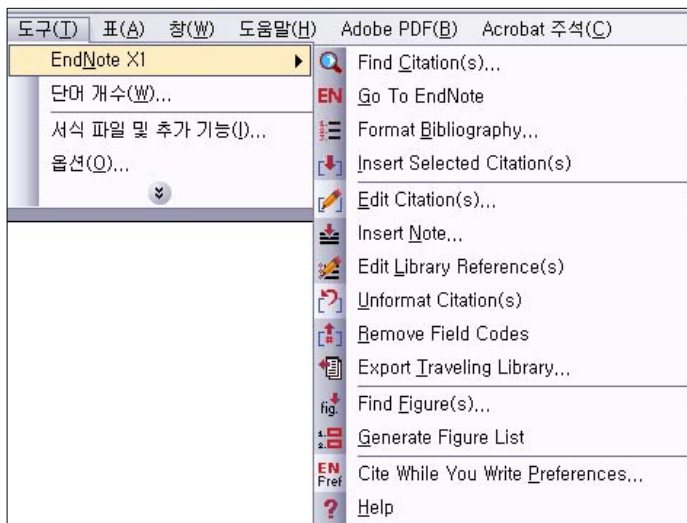 도구(T) 표(A) 창(W) 도움말(H) Adobe PDF(B) Acrobat 주석(C)
EndNote X1
단어 개수(W)...
서식 파일 및 추가 기능(I)...
옵션(O)...
Find Citation(s)...
EN Go To EndNote
Format Bibliography...
Insert Selected Citation(s)
Edit Citation(s)...
Insert Note...
Edit Library Reference(s)
Unformat Citation(s)
Remove Field Codes
Export Traveling Library...
fig. Find Figure(s)...
Generate Figure List
EN Pref Cite While You Write Preferences...
? Help